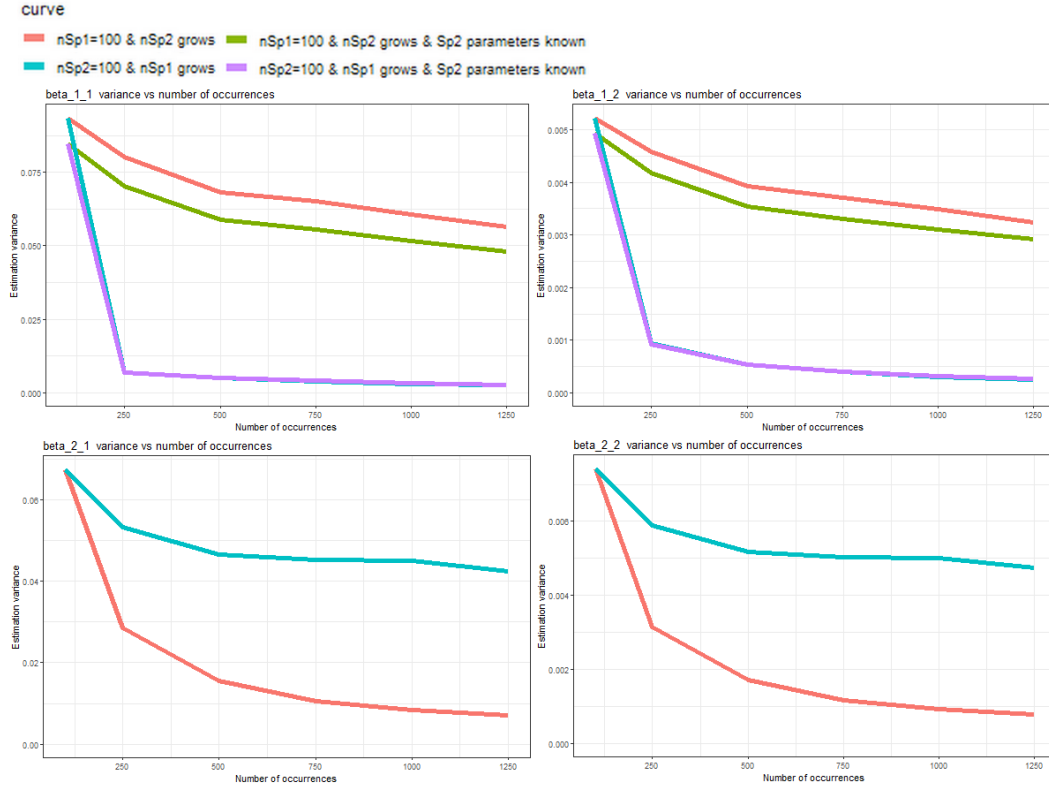 curve
nSp1=100 & nSp2 grows nSp1=100 & nSp2 grows & Sp2 parameters known
nSp2=100 & nSp1 grows nSp2=100 & nSp1 grows & Sp2 parameters known
beta_1_1 variance vs number of occurrences
Estimation variance
0.075
0.050
0.025
0.000
250 500 750 1000 1250
Number of occurrences
beta_1_2 variance vs number of occurrences
Estimation variance
0.005
0.004
0.003
0.002
0.001
0.000
250 500 750 1000 1250
Number of occurrences
beta_2_1 variance vs number of occurrences
Estimation variance
0.06
0.04
0.02
0.00
250 500 750 1000 1250
Number of occurrences
beta_2_2 variance vs number of occurrences
Estimation variance
0.006
0.004
0.002
0.000
250 500 750 1000 1250
Number of occurrences